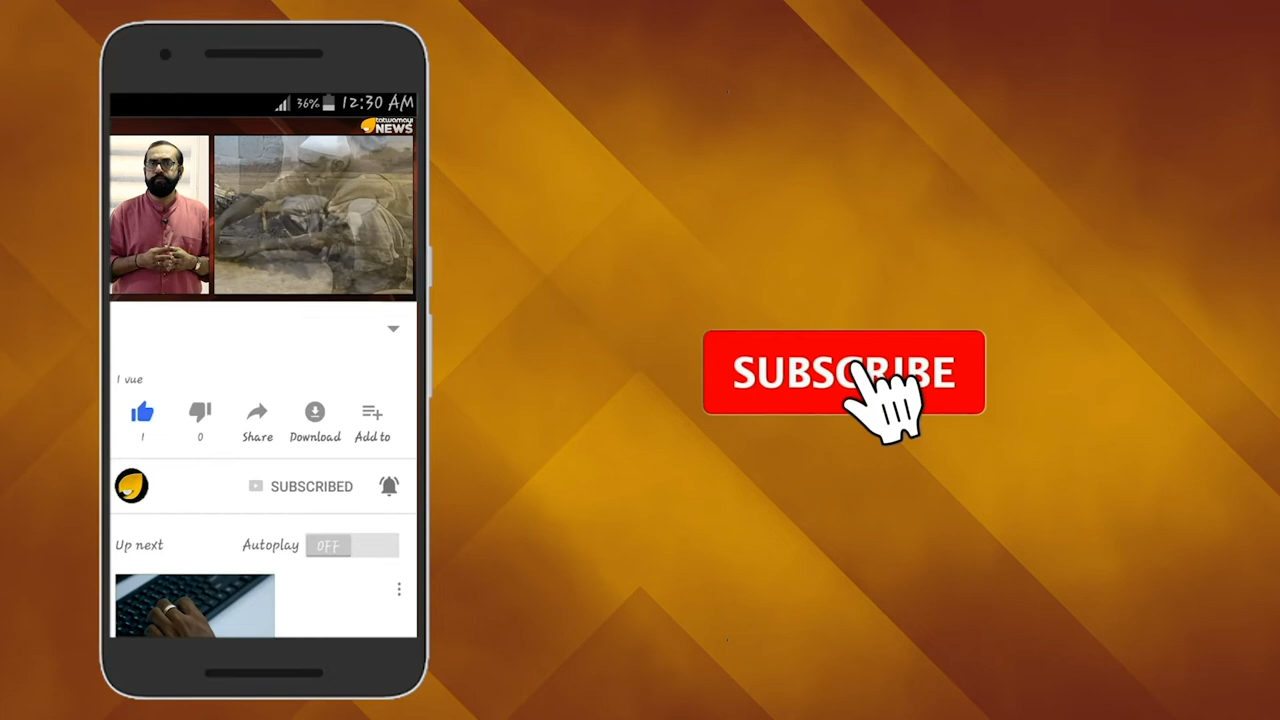 36% 12:30 AM
tatwamayi
NEWS
1 vue
1 0 Share Download Add to
SUBSCRIBED
Up next Autoplay OFF
SUBSCRIBE